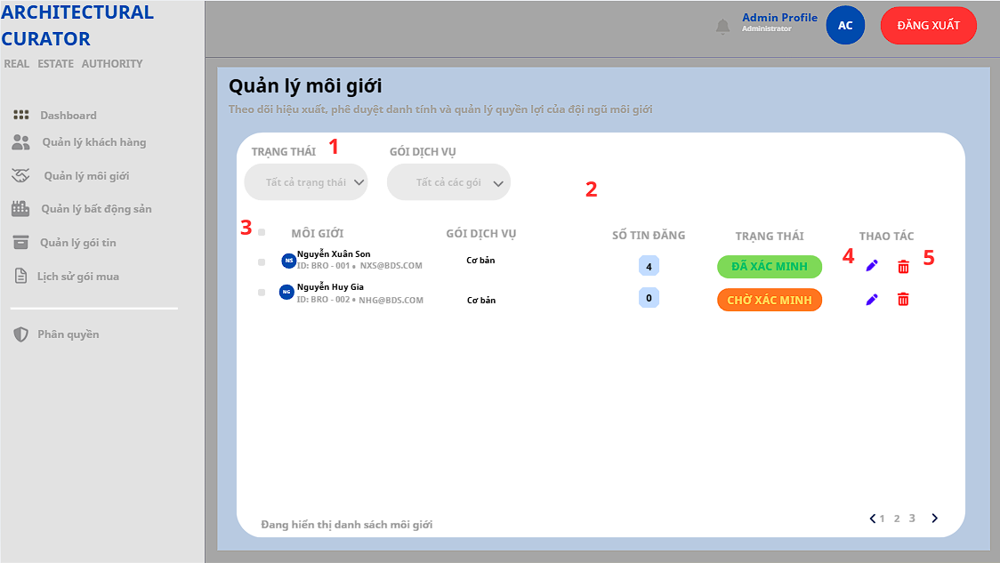 ARCHITECTURAL
CURATOR
REAL ESTATE AUTHORITY
Dashboard
Quản lý khách hàng
Quản lý môi giới
Quản lý bất động sản
Quản lý gói tin
Lịch sử gói mua
Phân quyền
Admin Profile
Administrator
AC
ĐĂNG XUẤT
Quản lý môi giới
Theo dõi hiệu xuất, phê duyệt danh tính và quản lý quyền lợi của đội ngũ môi giới
TRẠNG THÁI 1 GÓI DỊCH VỤ
Tất cả trạng thái Tất cả các gói 2
3 MÔI GIỚI GÓI DỊCH VỤ SỐ TIN ĐĂNG TRẠNG THÁI THAO TÁC
NS Nguyễn Xuân Son Cơ bản 4 ĐÃ XÁC MINH 4 5
ID: BRO - 001 • NXS@BDS.COM
NG Nguyễn Huy Gia Cơ bản 0 CHỜ XÁC MINH
ID: BRO - 002 • NHG@BDS.COM
Đang hiển thị danh sách môi giới 1 2 3